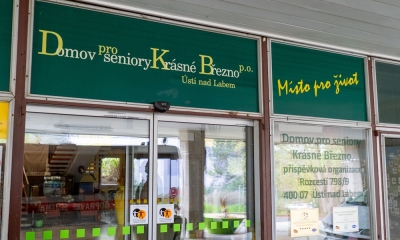 Domov pro seniory Krásné Březno p.o.
Ústí nad Labem
Místo pro život
Domov pro seniory
Krásné Březno,
příspěvková organizace
Rozcestí 798/9
400 07 Ústí nad Labem